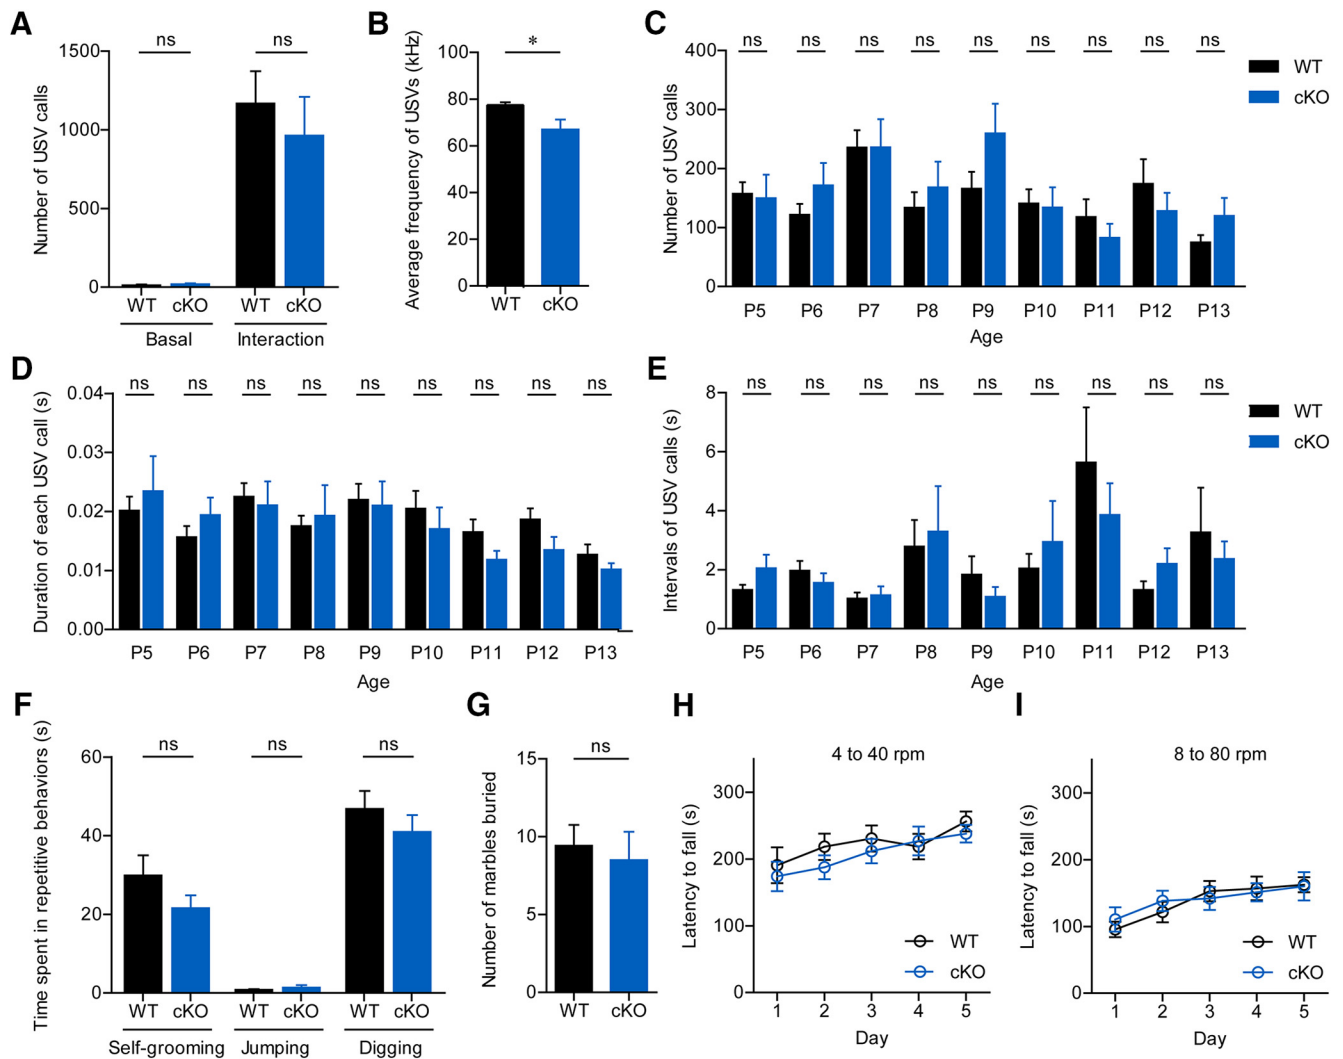 A
Number of USV calls
1500
1000
500
0
ns
ns
WT cKO WT cKO
Basal Interaction
B
Average frequency of USVs (kHz)
100
80
60
40
20
0
*
WT cKO
C
Number of USV calls
400
300
200
100
0
ns ns ns ns ns ns ns ns ns
P5 P6 P7 P8 P9 P10 P11 P12 P13
Age
WT
cKO
D
Duration of each USV call (s)
0.04
0.03
0.02
0.01
0.00
ns ns ns ns ns ns ns ns ns
P5 P6 P7 P8 P9 P10 P11 P12 P13
Age
E
Intervals of USV calls (s)
8
6
4
2
0
ns ns ns ns ns ns ns ns ns
P5 P6 P7 P8 P9 P10 P11 P12 P13
Age
WT
cKO
F
Time spent in repetitive behaviors (s)
60
40
20
0
ns ns ns
WT cKO WT cKO WT cKO
Self-grooming Jumping Digging
G
Number of marbles buried
15
10
5
0
ns
WT cKO
H
4 to 40 rpm
Latency to fall (s)
300
200
100
0
WT
cKO
1 2 3 4 5
Day
I
8 to 80 rpm
Latency to fall (s)
300
200
100
0
WT
cKO
1 2 3 4 5
Day